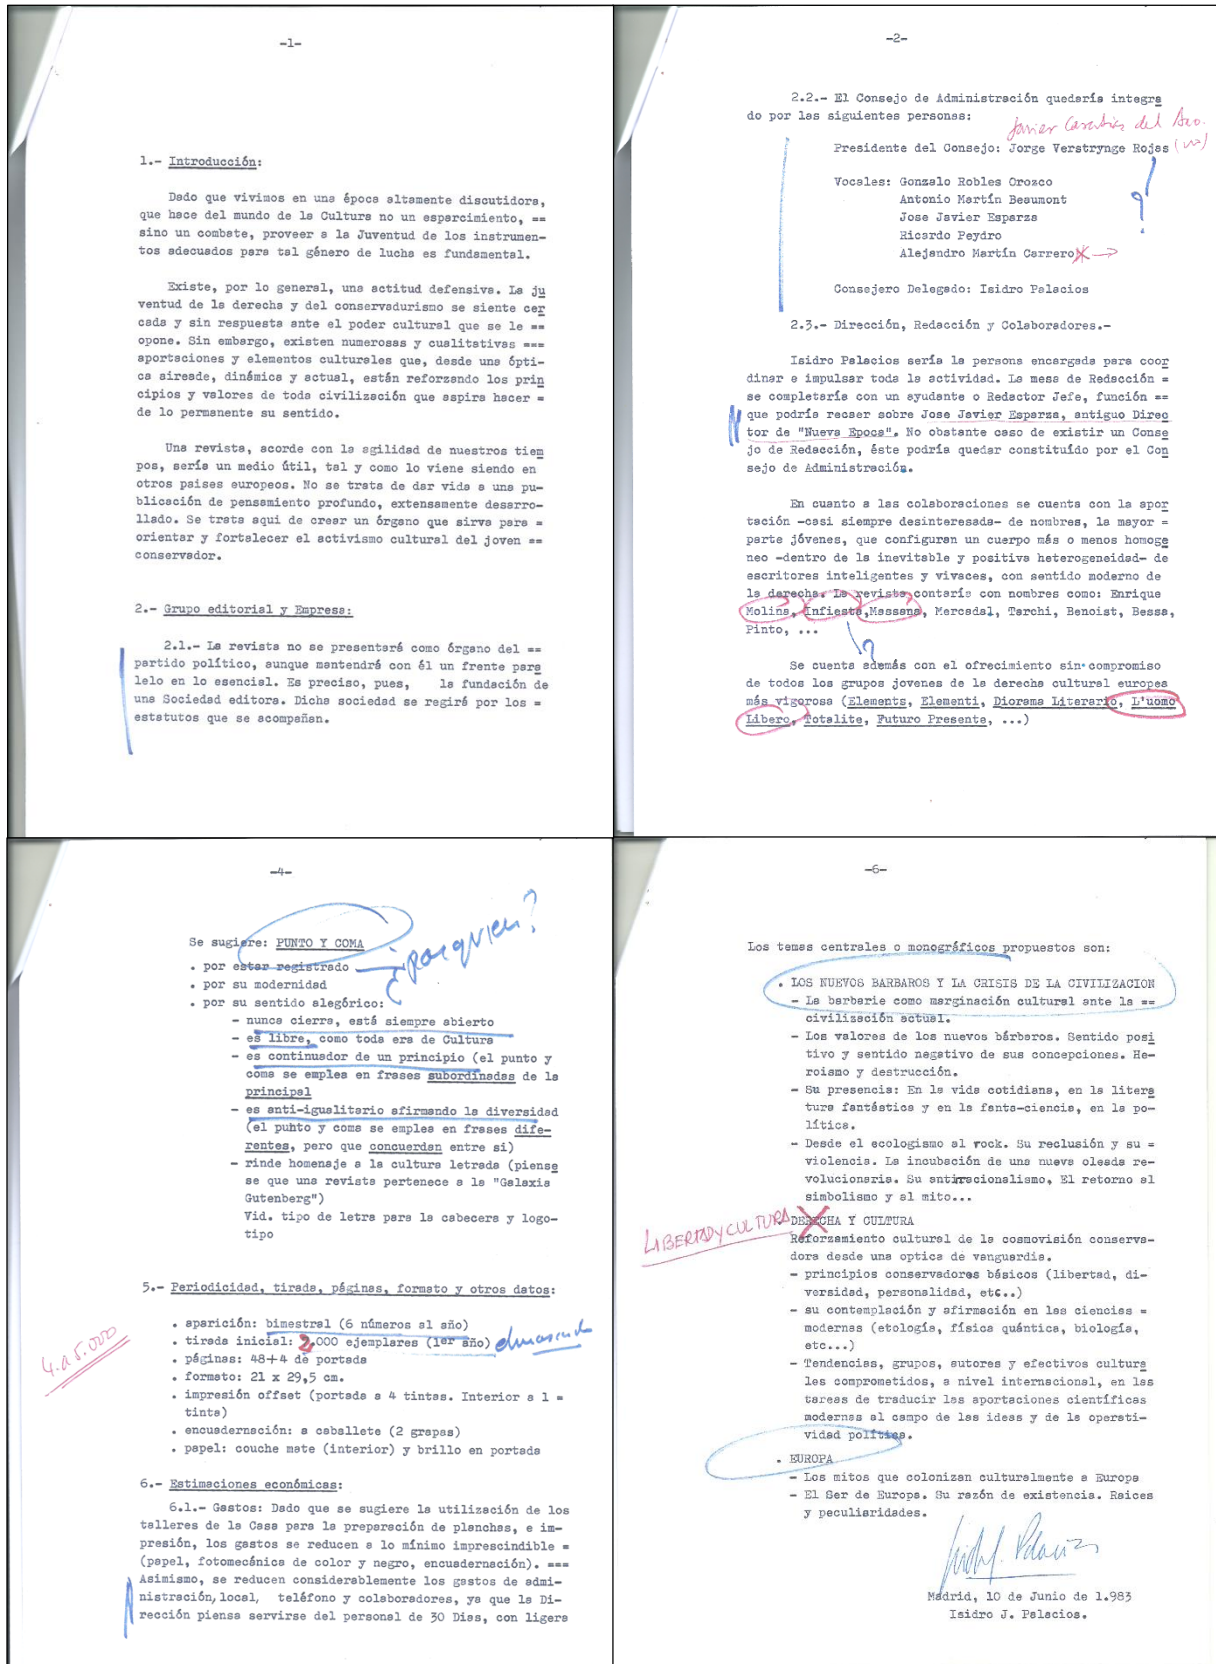 -1-
1.- Introducción:
Dado que vivimos en una época altamente discutidora,
que hace del mundo de la Cultura no un esparcimiento, ==
sino un combate, proveer a la Juventud de los instrumen-
tos adecuados para tal género de lucha es fundamental.
Existe, por lo general, una actitud defensiva. La ju
ventud de la derecha y del conservadurismo se siente cer
cada y sin respuesta ante el poder cultural que se le ==
opone. Sin embargo, existen numerosas y cualitativas ===
aportaciones y elementos culturales que, desde una ópti-
ca aireada, dinámica y actual, están reforzando los prin
cipios y valores de toda civilización que aspira hacer =
de lo permanente su sentido.
Una revista, acorde con la agilidad de nuestros tiem
pos, sería un medio útil, tal y como lo viene siendo en
otros paises europeos. No se trata de dar vida a una pu-
blicación de pensamiento profundo, extensamente desarro-
llado. Se trata aqui de crear un órgano que sirva para =
orientar y fortalecer el activismo cultural del joven ==
conservador.
2.- Grupo editorial y Empresa:
2.1.- La revista no se presentará como órgano del ==
partido político, aunque mantendrá con él un frente para
lelo en lo esencial. Es preciso, pues, la fundación de
una Sociedad editora. Dicha sociedad se regirá por los =
estatutos que se acompañan.
-2-
2.2.- El Consejo de Administración quedaría integra
do por las siguientes personas:
Javier del
Presidente del Consejo: Jorge Verstrynge Rojas
Vocales: Gonzalo Robles Orozco
Antonio Martín Beaumont
Jose Javier Esparza
Ricardo Peydro
?
Alejandro Martín Carrero
Consejero Delegado: Isidro Palacios
2.3.- Dirección, Redacción y Colaboradores.-
Isidro Palacios sería la persona encargada para coor
dinar e impulsar toda la actividad. La mesa de Redacción =
se completaría con un ayudante o Redactor Jefe, función ==
que podría recaer sobre Jose Javier Esparza, antiguo Direc
tor de "Nueva Epoca". No obstante caso de existir un Conse
jo de Redacción, éste podría quedar constituído por el Con
sejo de Administración.
En cuanto a las colaboraciones se cuenta con la apor
tación -casi siempre desinteresada- de nombres, la mayor =
parte jóvenes, que configuran un cuerpo más o menos homoge
neo -dentro de la inevitable y positiva heterogeneidad- de
escritores inteligentes y vivaces, con sentido moderno de
la derecha. La revista contaría con nombres como: Enrique
Molina, Infiesta, Massana, Mercadal, Tarchi, Benoist, Bessa,
Pinto, ...
?
Se cuenta además con el ofrecimiento sin compromiso
de todos los grupos jovenes de la derecha cultural europea
más vigorosa (Elements, Elementi, Diorama Literario, L'uomo
Libero, Totalite, Futuro Presente, ...)
-4-
Se sugiere: PUNTO Y COMA
¿por quien?
. por estar registrado
. por su modernidad
. por su sentido alegórico:
- nunca cierra, está siempre abierto
- es libre, como toda era de Cultura
- es continuador de un principio (el punto y
coma se emplea en frases subordinadas de la
principal
- es anti-igualitario afirmando la diversidad
(el puhto y coma se emplea en frases dife-
rentes, pero que concuerdan entre si)
- rinde homenaje a la cultura letrada (piense
se que una revista pertenece a la "Galaxia
Gutenberg")
Vid. tipo de letra para la cabecera y logo-
tipo
5.- Periodicidad, tirada, páginas, formato y otros datos:
. aparición: bimestral (6 números al año)
. tirada inicial: 2.000 ejemplares (1er año)
4. a 5.000
. páginas: 48+4 de portada
. formato: 21 x 29,5 cm.
. impresión offset (portada a 4 tintas. Interior a 1 =
tinta)
. encuadernación: a caballete (2 grapas)
. papel: couche mate (interior) y brillo en portada
6.- Estimaciones económicas:
6.1.- Gastos: Dado que se sugiere la utilización de los
talleres de la Casa para la preparación de planchas, e im-
presión, los gastos se reducen a lo mínimo imprescindible =
(papel, fotomecánica de color y negro, encuadernación). ===
Asimismo, se reducen considerablemente los gastos de admi-
nistración, local, teléfono y colaboradores, ya que la Di-
rección piensa servirse del personal de 30 Dias, con ligera
-6-
Los temas centrales o monográficos propuestos son:
. LOS NUEVOS BARBAROS Y LA CRISIS DE LA CIVILIZACION
- La barbarie como marginación cultural ante la ==
civilización actual.
- Los valores de los nuevos bárberos. Sentido posi
tivo y sentido negativo de sus concepciones. He-
roismo y destrucción.
- Su presencia: En la vida cotidiana, en la litera
tura fantástica y en la fanta-ciencia, en la po-
lítica.
- Desde el ecologismo al rock. Su reclusión y su =
violencia. La incubación de una nueva oleada re-
volucionaria. Su antirracionalismo, El retorno al
simbolismo y al mito...
LIBERTAD Y CULTURA
DERECHA Y CULTURA
Reforzamiento cultural de la cosmovisión conserva-
dora desde una optica de vanguardia.
- principios conservadores básicos (libertad, di-
versidad, personalidad, etc..)
- su contemplación y afirmación en las ciencias =
modernas (etología, física quántica, biología,
etc...)
- Tendencias, grupos, autores y efectivos cultura
les comprometidos, a nivel internacional, en las
tareas de traducir las aportaciones científicas
modernas al campo de las ideas y de la operati-
vidad política.
. EUROPA
- Los mitos que colonizan culturalmente a Europa
- El Ser de Europa. Su razón de existencia. Raices
y peculiaridades.
Isidro J. Palacios
Madrid, 10 de Junio de 1.983
Isidro J. Palacios.